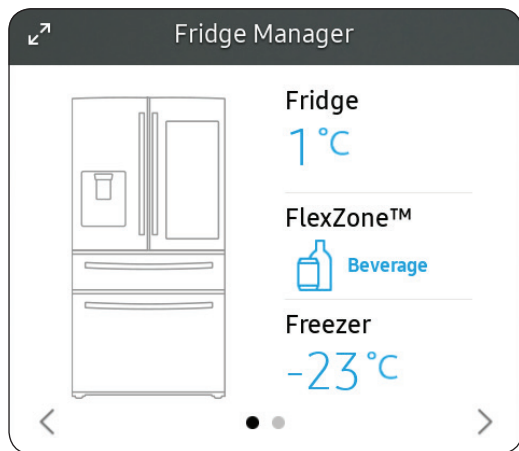 Fridge Manager
Fridge
1 °C
FlexZone™
Beverage
Freezer
-23 °C